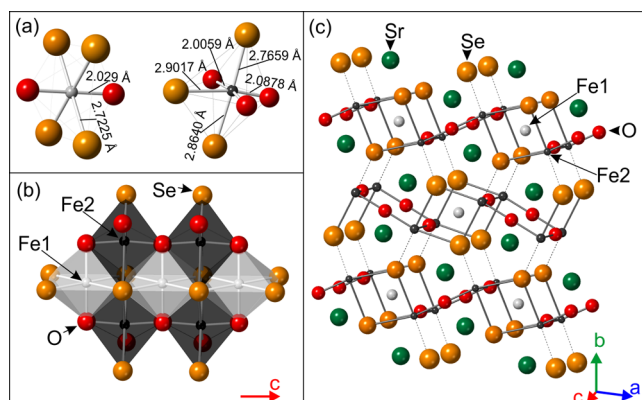 (a)
2.029 Å
2.7225 Å
2.0059 Å
2.9017 Å
2.7659 Å
2.0878 Å
2.8640 Å
(b)
Se
Fe2
Fe1
O
c
(c)
Sr
Se
Fe1
O
Fe2
b
c
a